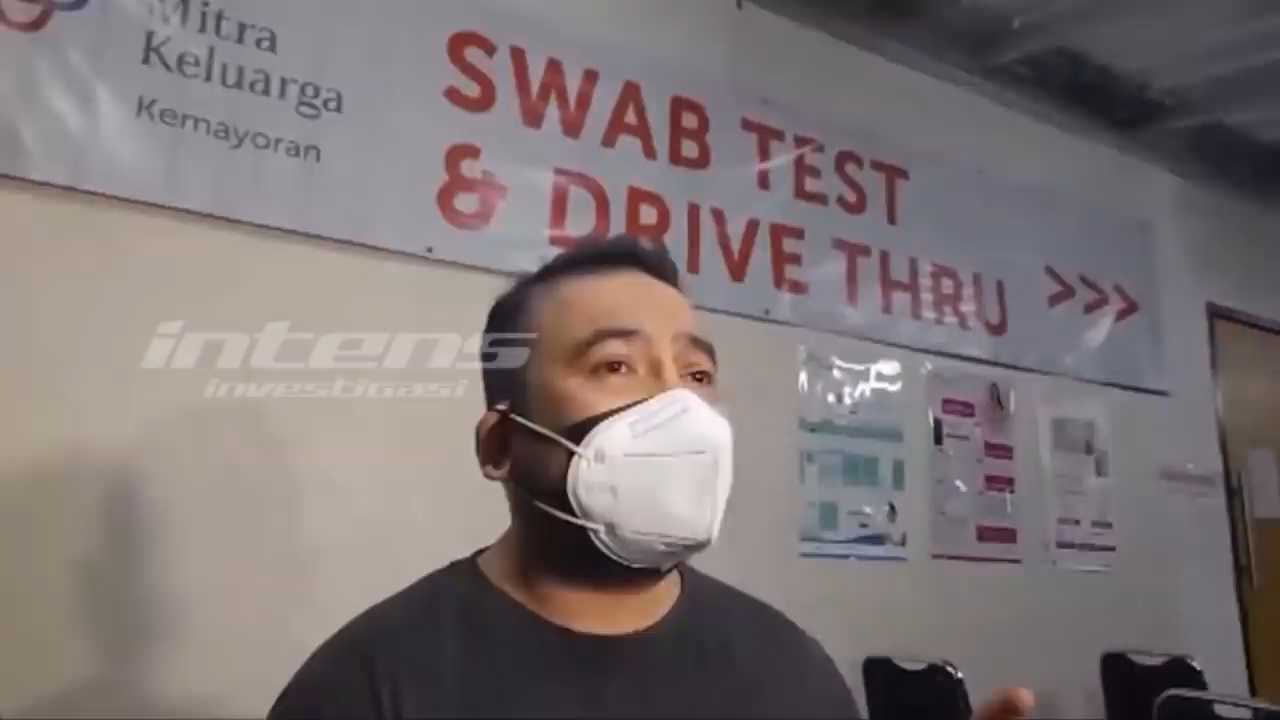 Mitra
Keluarga
Kemayoran
SWAB TEST
& DRIVE THRU >>>
intens
investigasi